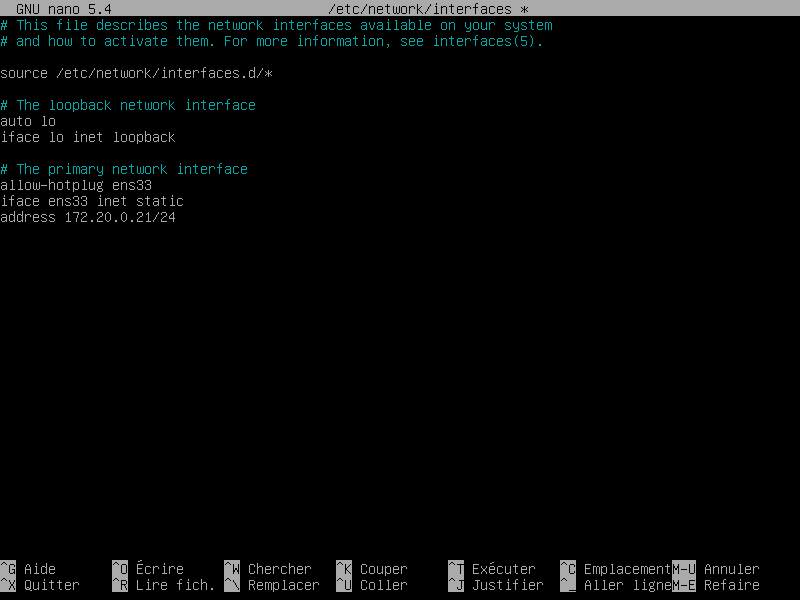 GNU nano 5.4 /etc/network/interfaces *
# This file describes the network interfaces available on your system
# and how to activate them. For more information, see interfaces(5).
source /etc/network/interfaces.d/*
# The loopback network interface
auto lo
iface lo inet loopback
# The primary network interface
allow-hotplug ens33
iface ens33 inet static
address 172.20.0.21/24
^G Aide ^O Écrire ^W Chercher ^K Couper ^T Exécuter ^C Emplacement M-U Annuler
^X Quitter ^R Lire fich. ^\ Remplacer ^U Coller ^J Justifier ^_ Aller ligne M-E Refaire